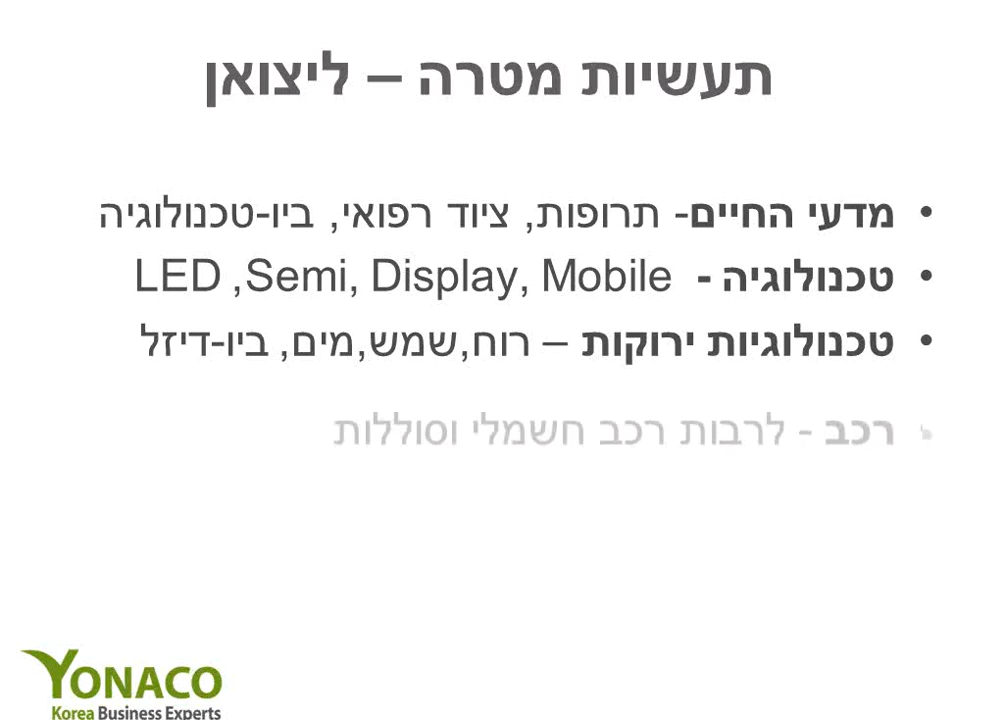 תעשיות מטרה – ליצואן
• מדעי החיים- תרופות, ציוד רפואי, ביו-טכנולוגיה
• טכנולוגיה - LED ,Semi, Display, Mobile
• טכנולוגיות ירוקות – רוח,שמש,מים, ביו-דיזל
• רכב - לרבות רכב חשמלי וסוללות
YONACO
Korea Business Experts